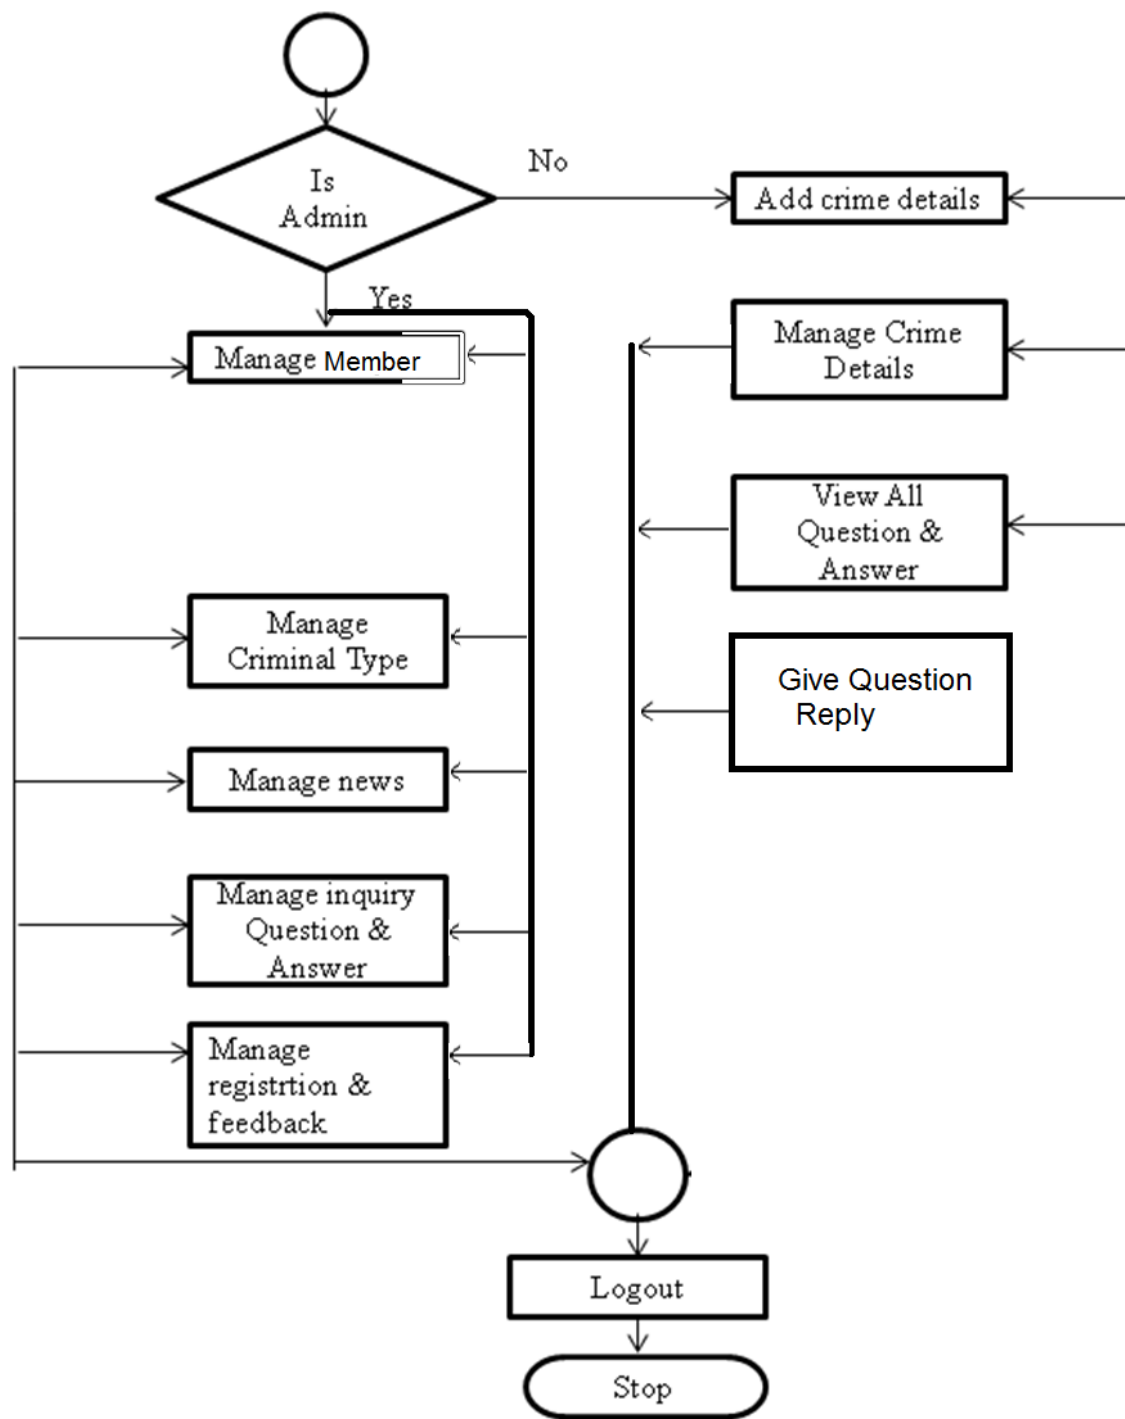 Is
Admin
No
Add crime details
Yes
Manage Member
Manage Crime
Details
View All
Question &
Answer
Manage
Criminal Type
Give Question
Reply
Manage news
Manage inquiry
Question &
Answer
Manage
registrtion &
feedback
Logout
Stop